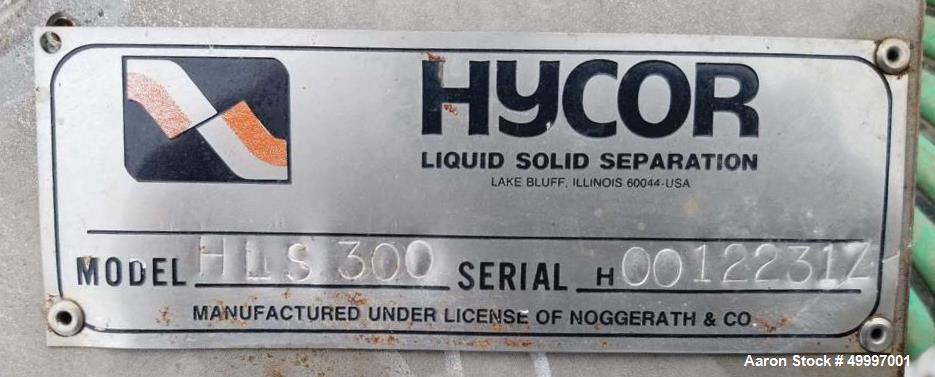 HYCOR
LIQUID SOLID SEPARATION
LAKE BLUFF, ILLINOIS 60044-USA
MODEL HLS 300 SERIAL H
MANUFACTURED UNDER LICENSE OF NOGGERATH & CO
Aaron Stock # 49997001